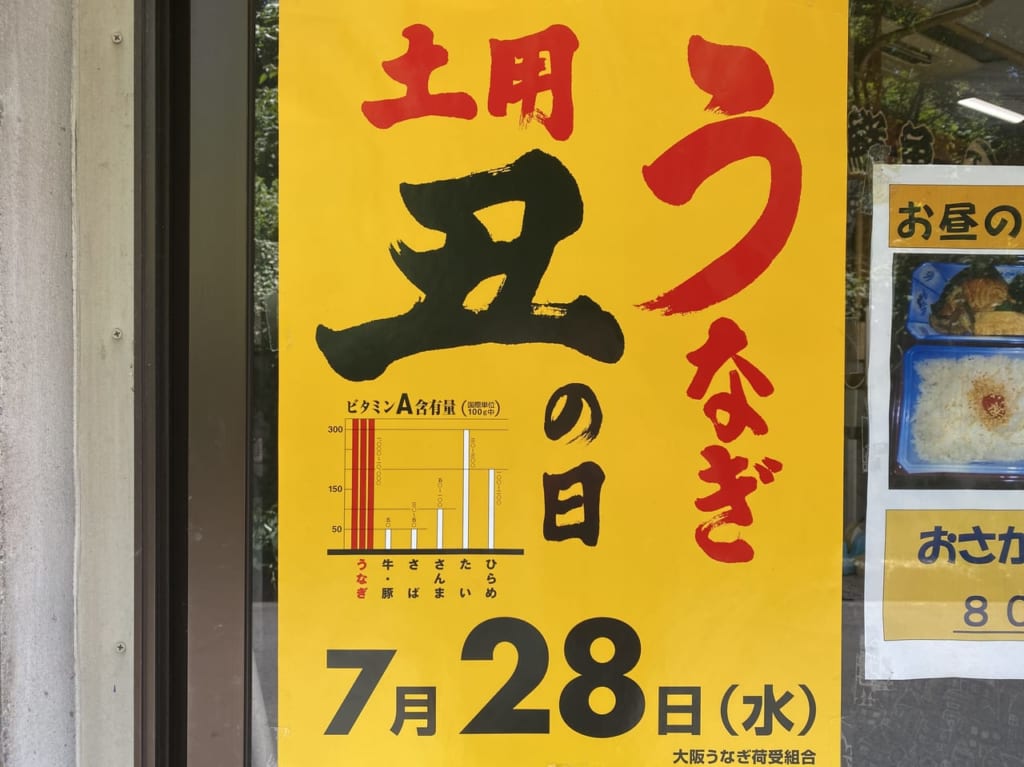 うなぎ
土用
丑
の日
ビタミンA含有量(国際単位100g中)
300
150
50
うなぎ
牛・豚
さば
さんま
たい
ひらめ
7月28日(水)
大阪うなぎ荷受組合
お昼の
おさか
80